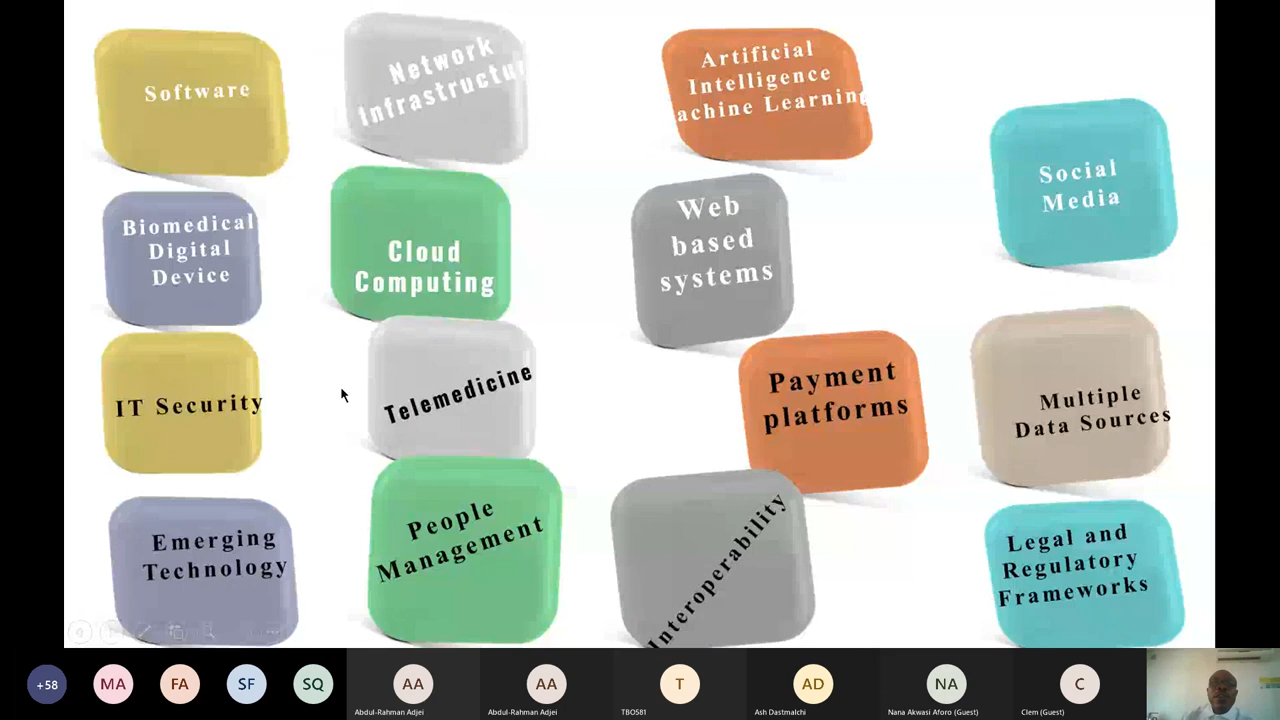 Software
Network
Infrastructur
Artificial
Intelligence
achine Learning
Social
Media
Biomedical
Digital
Device
Cloud
Computing
Web
based
systems
IT Security
Telemedicine
Payment
platforms
Multiple
Data Sources
Emerging
Technology
People
Management
Interoperability
Legal and
Regulatory
Frameworks
+58
MA
FA
SF
SQ
AA
Abdul-Rahman Adjei
AA
Abdul-Rahman Adjei
T
TBO581
AD
Ash Dastmalchi
NA
Nana Akwasi Aforo (Guest)
C
Clem (Guest)